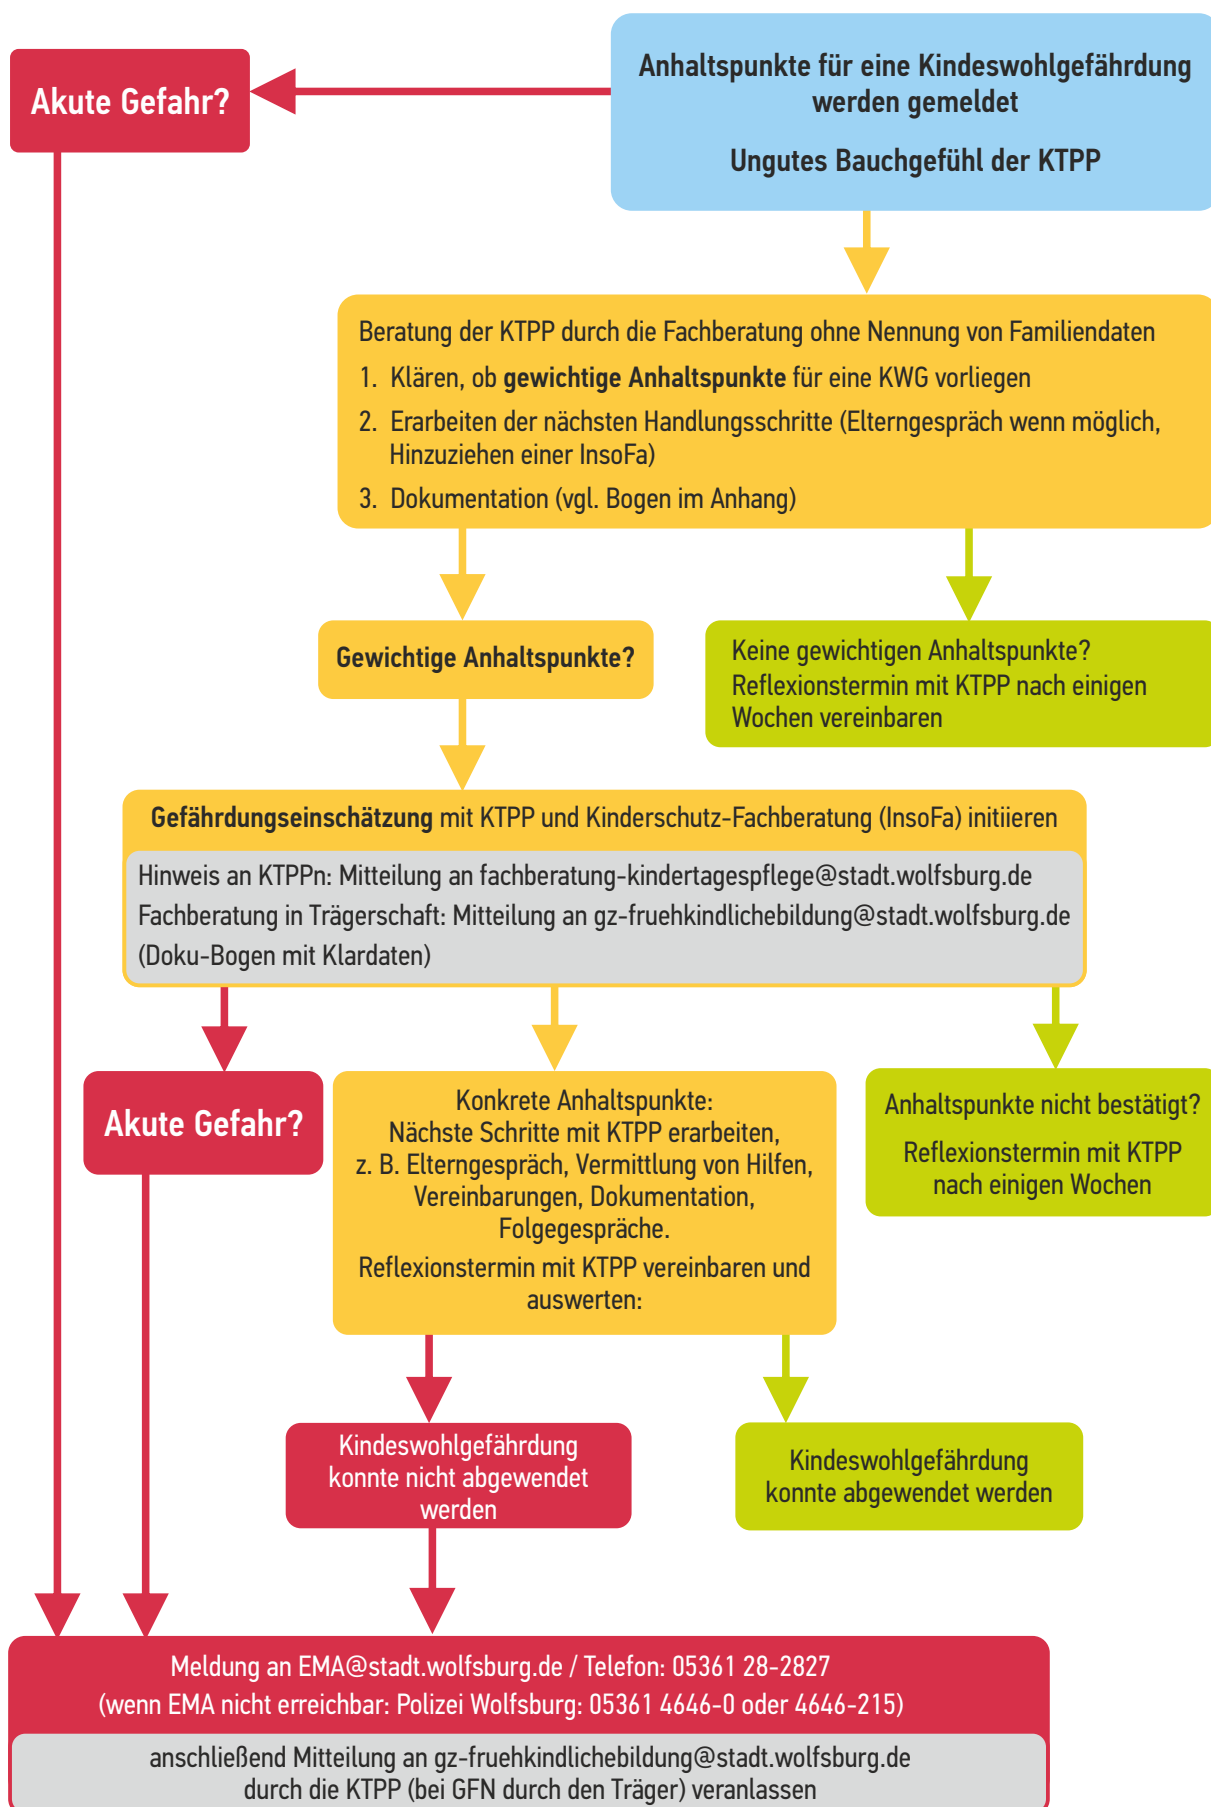 Akute Gefahr?
Anhaltspunkte für eine Kindeswohlgefährdung
werden gemeldet
Ungutes Bauchgefühl der KTPP
Beratung der KTPP durch die Fachberatung ohne Nennung von Familiendaten
1. Klären, ob gewichtige Anhaltspunkte für eine KWG vorliegen
2. Erarbeiten der nächsten Handlungsschritte (Elterngespräch wenn möglich,
Hinzuziehen einer InsoFa)
3. Dokumentation (vgl. Bogen im Anhang)
Gewichtige Anhaltspunkte?
Keine gewichtigen Anhaltspunkte?
Reflexionstermin mit KTPP nach einigen
Wochen vereinbaren
Gefährdungseinschätzung mit KTPP und Kinderschutz-Fachberatung (InsoFa) initiieren
Hinweis an KTPPn: Mitteilung an fachberatung-kindertagespflege@stadt.wolfsburg.de
Fachberatung in Trägerschaft: Mitteilung an gz-fruehkindlichebildung@stadt.wolfsburg.de
(Doku-Bogen mit Klardaten)
Akute Gefahr?
Konkrete Anhaltspunkte:
Nächste Schritte mit KTPP erarbeiten,
z. B. Elterngespräch, Vermittlung von Hilfen,
Vereinbarungen, Dokumentation,
Folgegespräche.
Reflexionstermin mit KTPP vereinbaren und
auswerten:
Anhaltspunkte nicht bestätigt?
Reflexionstermin mit KTPP
nach einigen Wochen
Kindeswohlgefährdung
konnte nicht abgewendet
werden
Kindeswohlgefährdung
konnte abgewendet werden
Meldung an EMA@stadt.wolfsburg.de / Telefon: 05361 28-2827
(wenn EMA nicht erreichbar: Polizei Wolfsburg: 05361 4646-0 oder 4646-215)
anschließend Mitteilung an gz-fruehkindlichebildung@stadt.wolfsburg.de
durch die KTPP (bei GFN durch den Träger) veranlassen